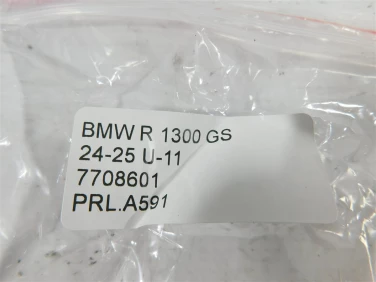 BMW R 1300 GS
24-25 U-11
7708601
PRL.A591